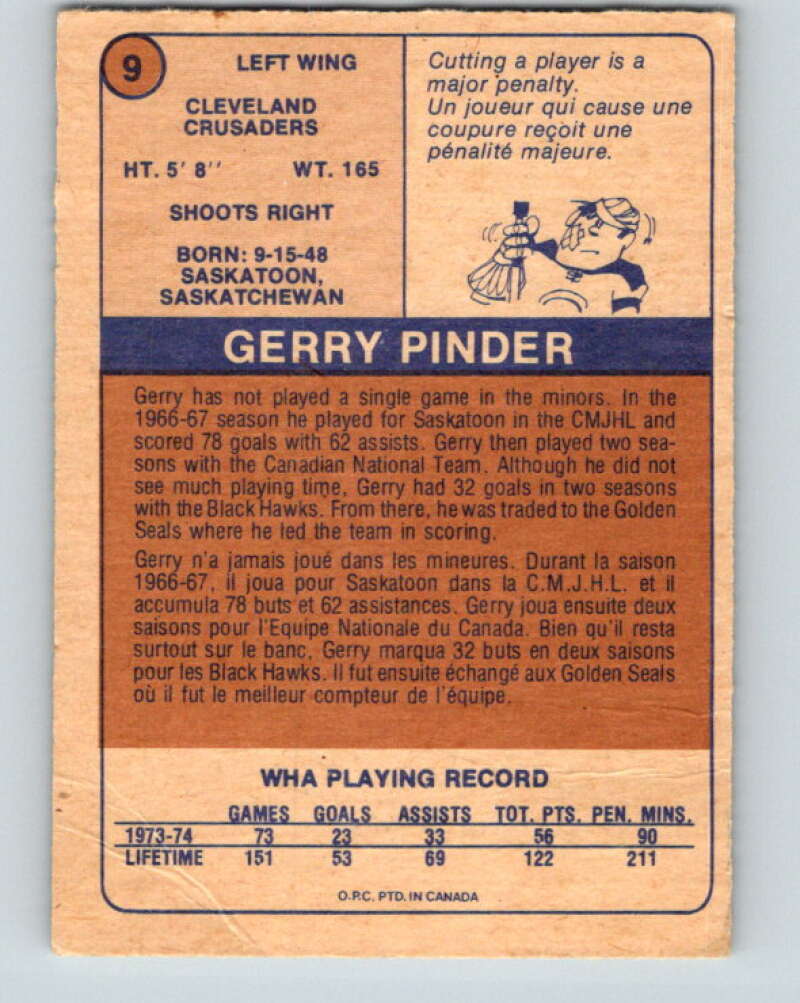 9
LEFT WING
CLEVELAND
CRUSADERS
HT. 5' 8'' WT. 165
SHOOTS RIGHT
BORN: 9-15-48
SASKATOON,
SASKATCHEWAN
Cutting a player is a
major penalty.
Un joueur qui cause une
coupure reçoit une
pénalité majeure.
GERRY PINDER
Gerry has not played a single game in the minors. In the
1966-67 season he played for Saskatoon in the CMJHL and
scored 78 goals with 62 assists. Gerry then played two sea-
sons with the Canadian National Team. Although he did not
see much playing time, Gerry had 32 goals in two seasons
with the Black Hawks. From there, he was traded to the Golden
Seals where he led the team in scoring.
Gerry n'a jamais joué dans les mineures. Durant la saison
1966-67, il joua pour Saskatoon dans la C.M.J.H.L. et il
accumula 78 buts et 62 assistances. Gerry joua ensuite deux
saisons pour l'Equipe Nationale du Canada. Bien qu'il resta
surtout sur le banc, Gerry marqua 32 buts en deux saisons
pour les Black Hawks. Il fut ensuite échangé aux Golden Seals
où il fut le meilleur compteur de l'équipe.
WHA PLAYING RECORD
GAMES GOALS ASSISTS TOT. PTS. PEN. MINS.
1973-74 73 23 33 56 90
LIFETIME 151 53 69 122 211
O.P.C. PTD. IN CANADA